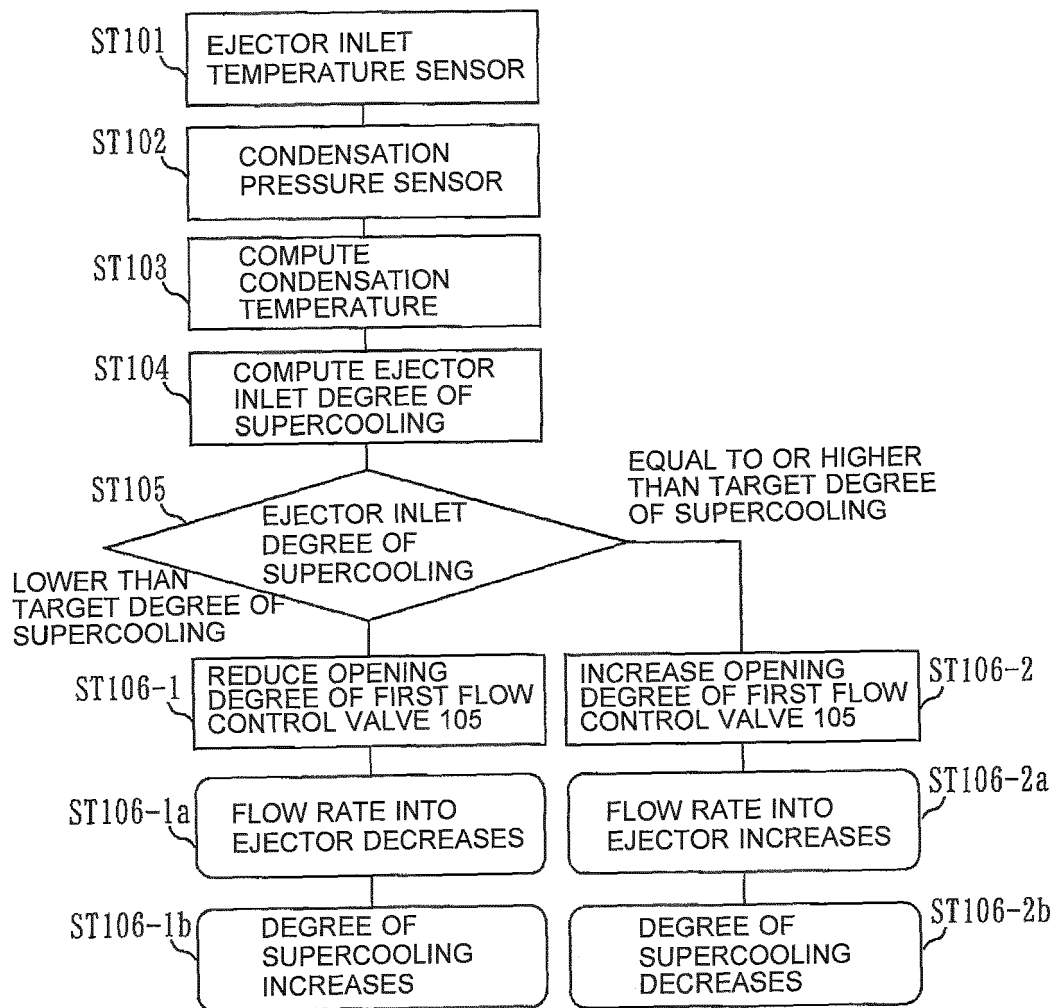 ST101
EJECTOR INLET
TEMPERATURE SENSOR
ST102
CONDENSATION
PRESSURE SENSOR
ST103
COMPUTE
CONDENSATION
TEMPERATURE
ST104
COMPUTE EJECTOR
INLET DEGREE OF
SUPERCOOLING
ST105
EJECTOR INLET
DEGREE OF
SUPERCOOLING
EQUAL TO OR HIGHER
THAN TARGET DEGREE
OF SUPERCOOLING
LOWER THAN
TARGET DEGREE OF
SUPERCOOLING
ST106-1
REDUCE OPENING
DEGREE OF FIRST FLOW
CONTROL VALVE 105
INCREASE OPENING
DEGREE OF FIRST FLOW
CONTROL VALVE 105
ST106-2
ST106-1a
FLOW RATE INTO
EJECTOR DECREASES
FLOW RATE INTO
EJECTOR INCREASES
ST106-2a
ST106-1b
DEGREE OF
SUPERCOOLING
INCREASES
DEGREE OF
SUPERCOOLING
DECREASES
ST106-2b